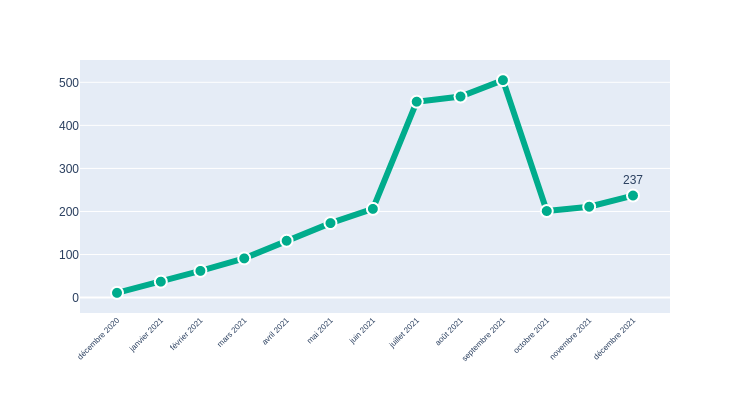 500
400
300
200
100
0
237
décembre 2020
janvier 2021
février 2021
mars 2021
avril 2021
mai 2021
juin 2021
juillet 2021
août 2021
septembre 2021
octobre 2021
novembre 2021
décembre 2021